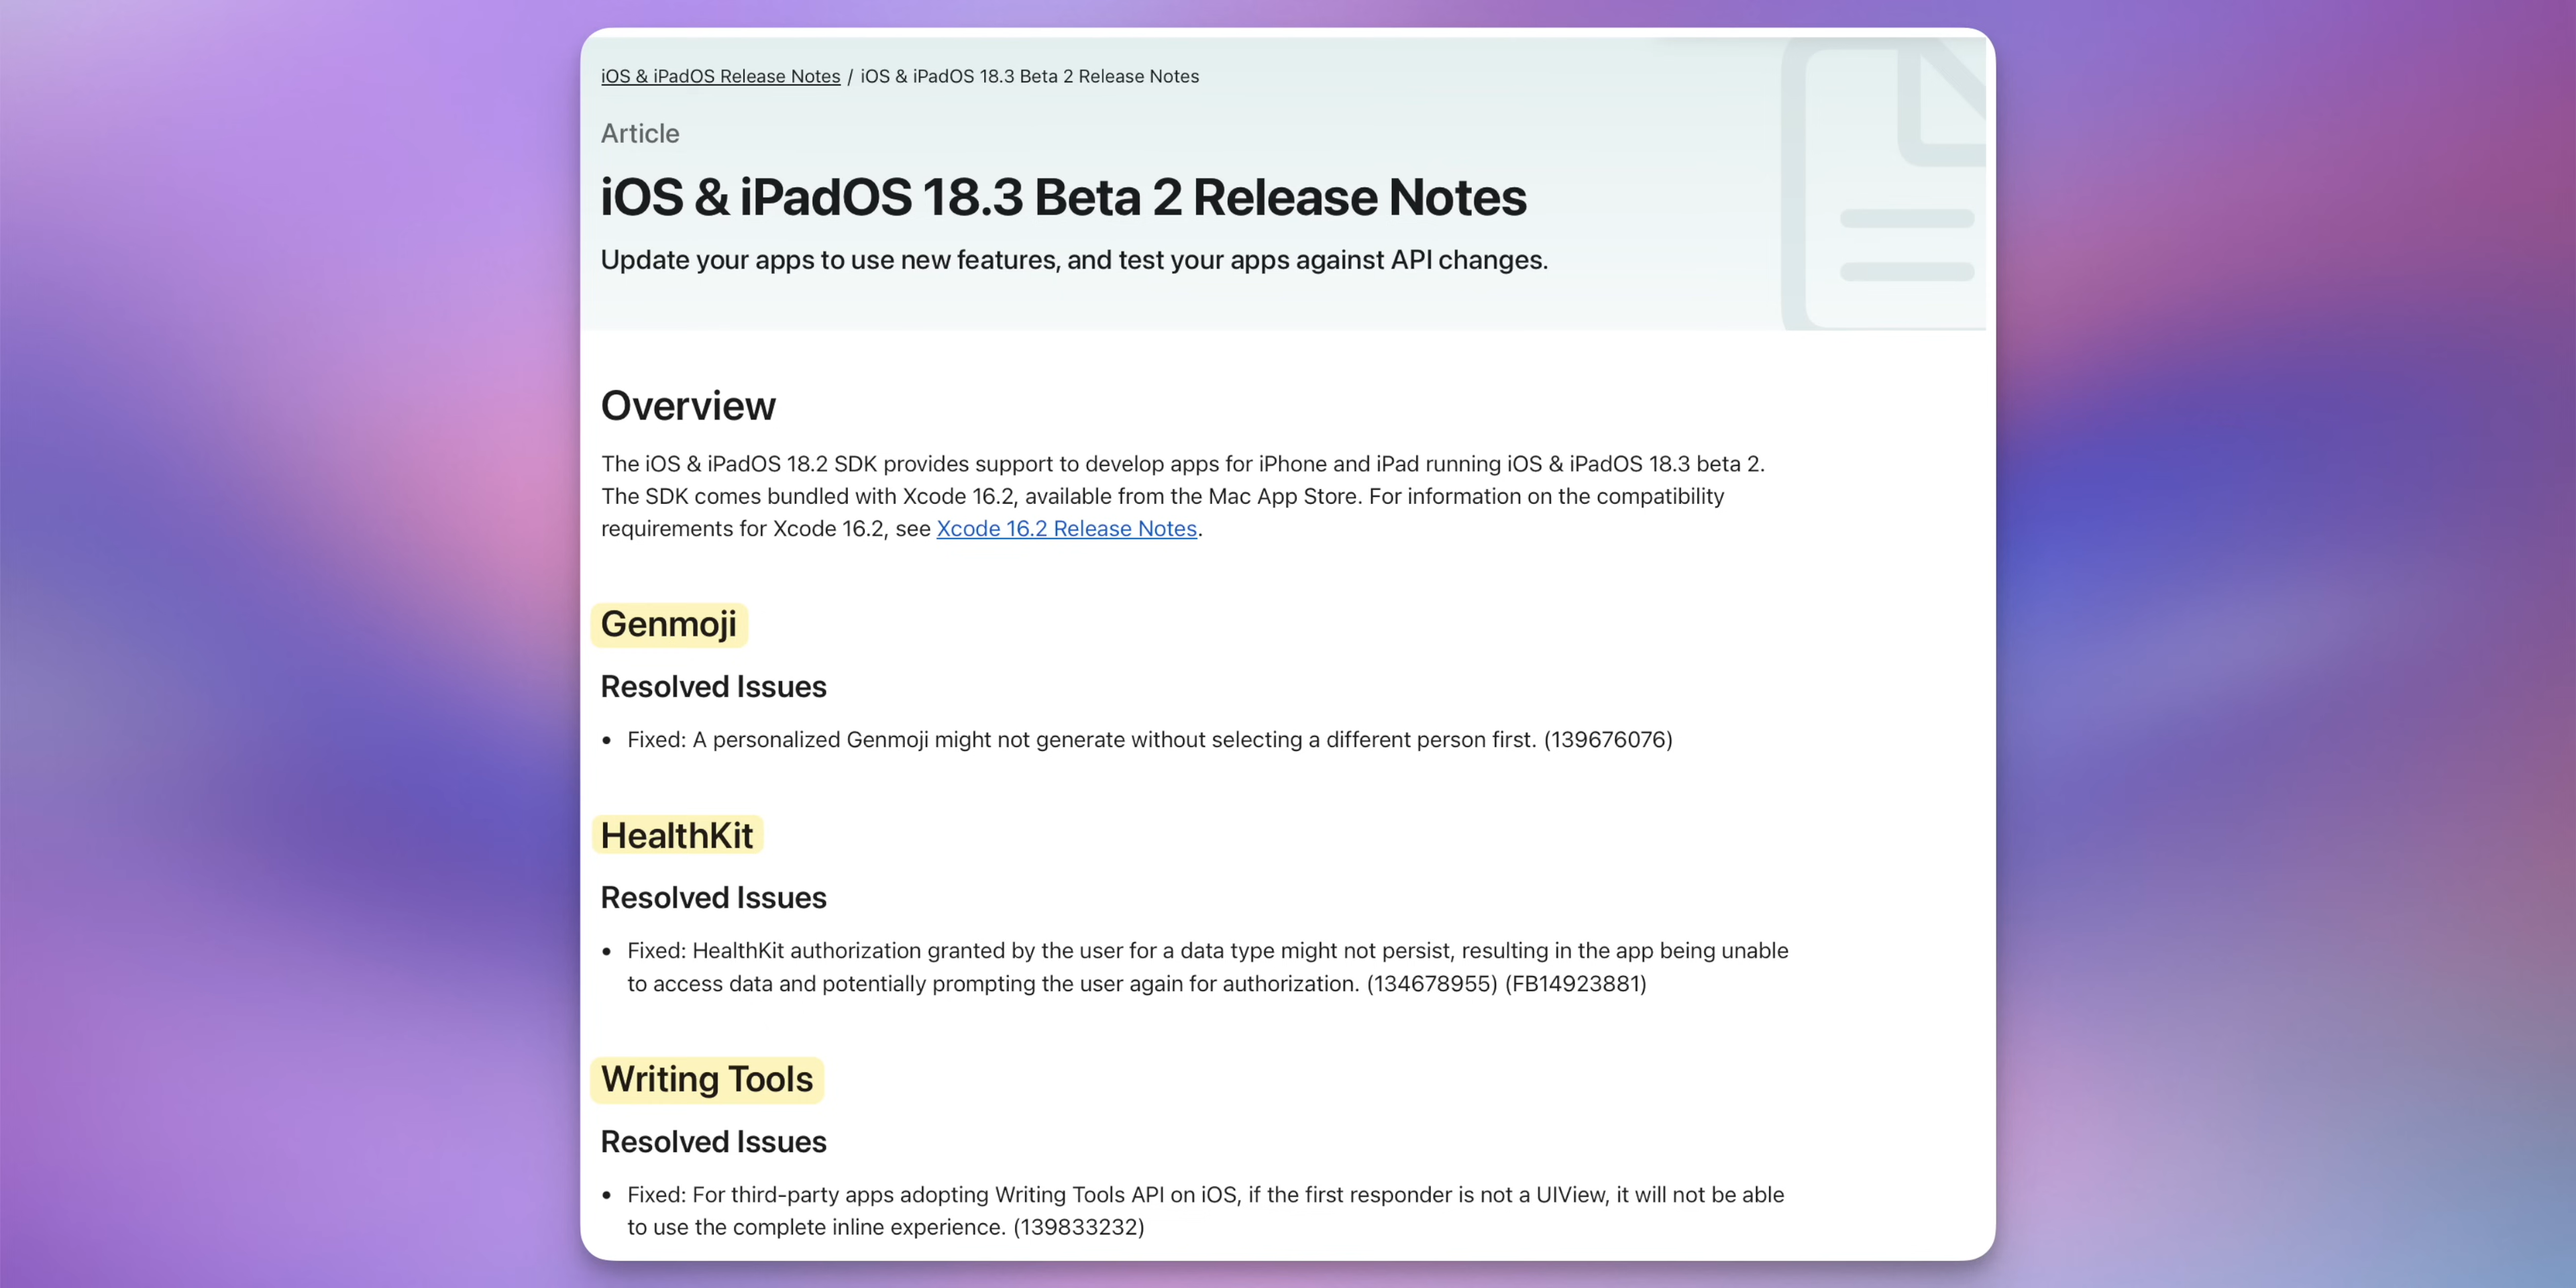 iOS & iPadOS Release Notes / iOS & iPadOS 18.3 Beta 2 Release Notes
Article
iOS & iPadOS 18.3 Beta 2 Release Notes
Update your apps to use new features, and test your apps against API changes.
Overview
The iOS & iPadOS 18.2 SDK provides support to develop apps for iPhone and iPad running iOS & iPadOS 18.3 beta 2.
The SDK comes bundled with Xcode 16.2, available from the Mac App Store. For information on the compatibility
requirements for Xcode 16.2, see Xcode 16.2 Release Notes.
Genmoji
Resolved Issues
• Fixed: A personalized Genmoji might not generate without selecting a different person first. (139676076)
HealthKit
Resolved Issues
• Fixed: HealthKit authorization granted by the user for a data type might not persist, resulting in the app being unable
to access data and potentially prompting the user again for authorization. (134678955) (FB14923881)
Writing Tools
Resolved Issues
• Fixed: For third-party apps adopting Writing Tools API on iOS, if the first responder is not a UIView, it will not be able
to use the complete inline experience. (139833232)